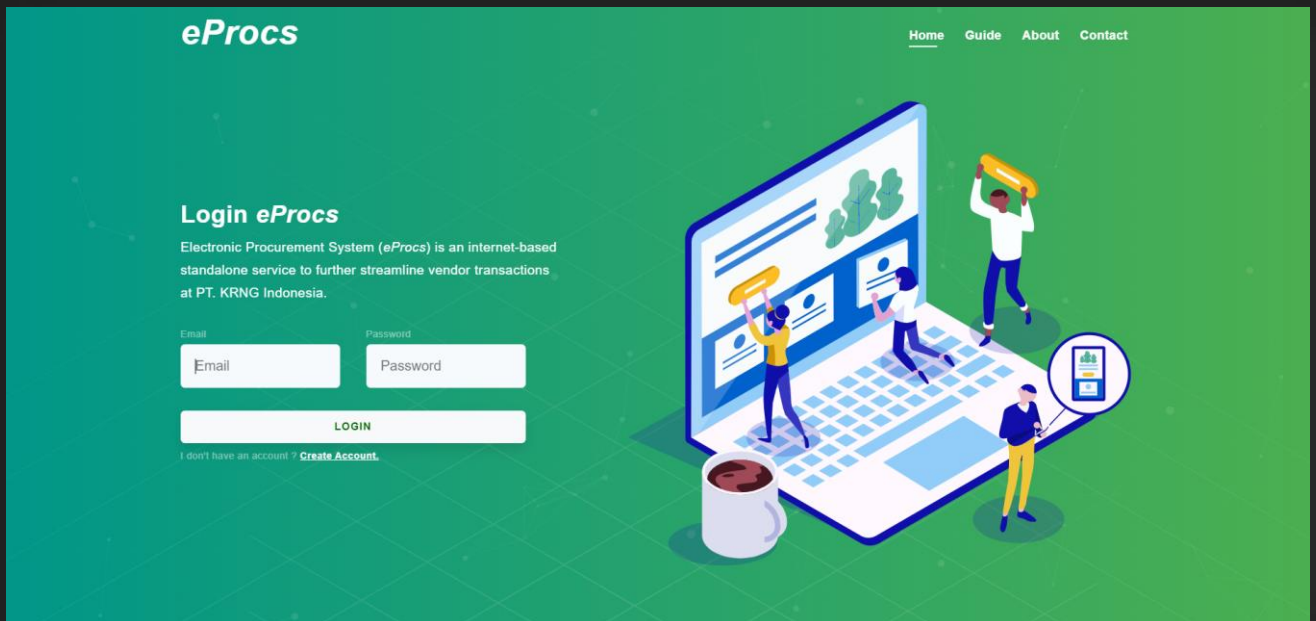 eProcs
Home Guide About Contact
Login eProcs
Electronic Procurement System (eProcs) is an internet-based
standalone service to further streamline vendor transactions
at PT. KRNG Indonesia.
Email Password
Email Password
LOGIN
I don't have an account ? Create Account.